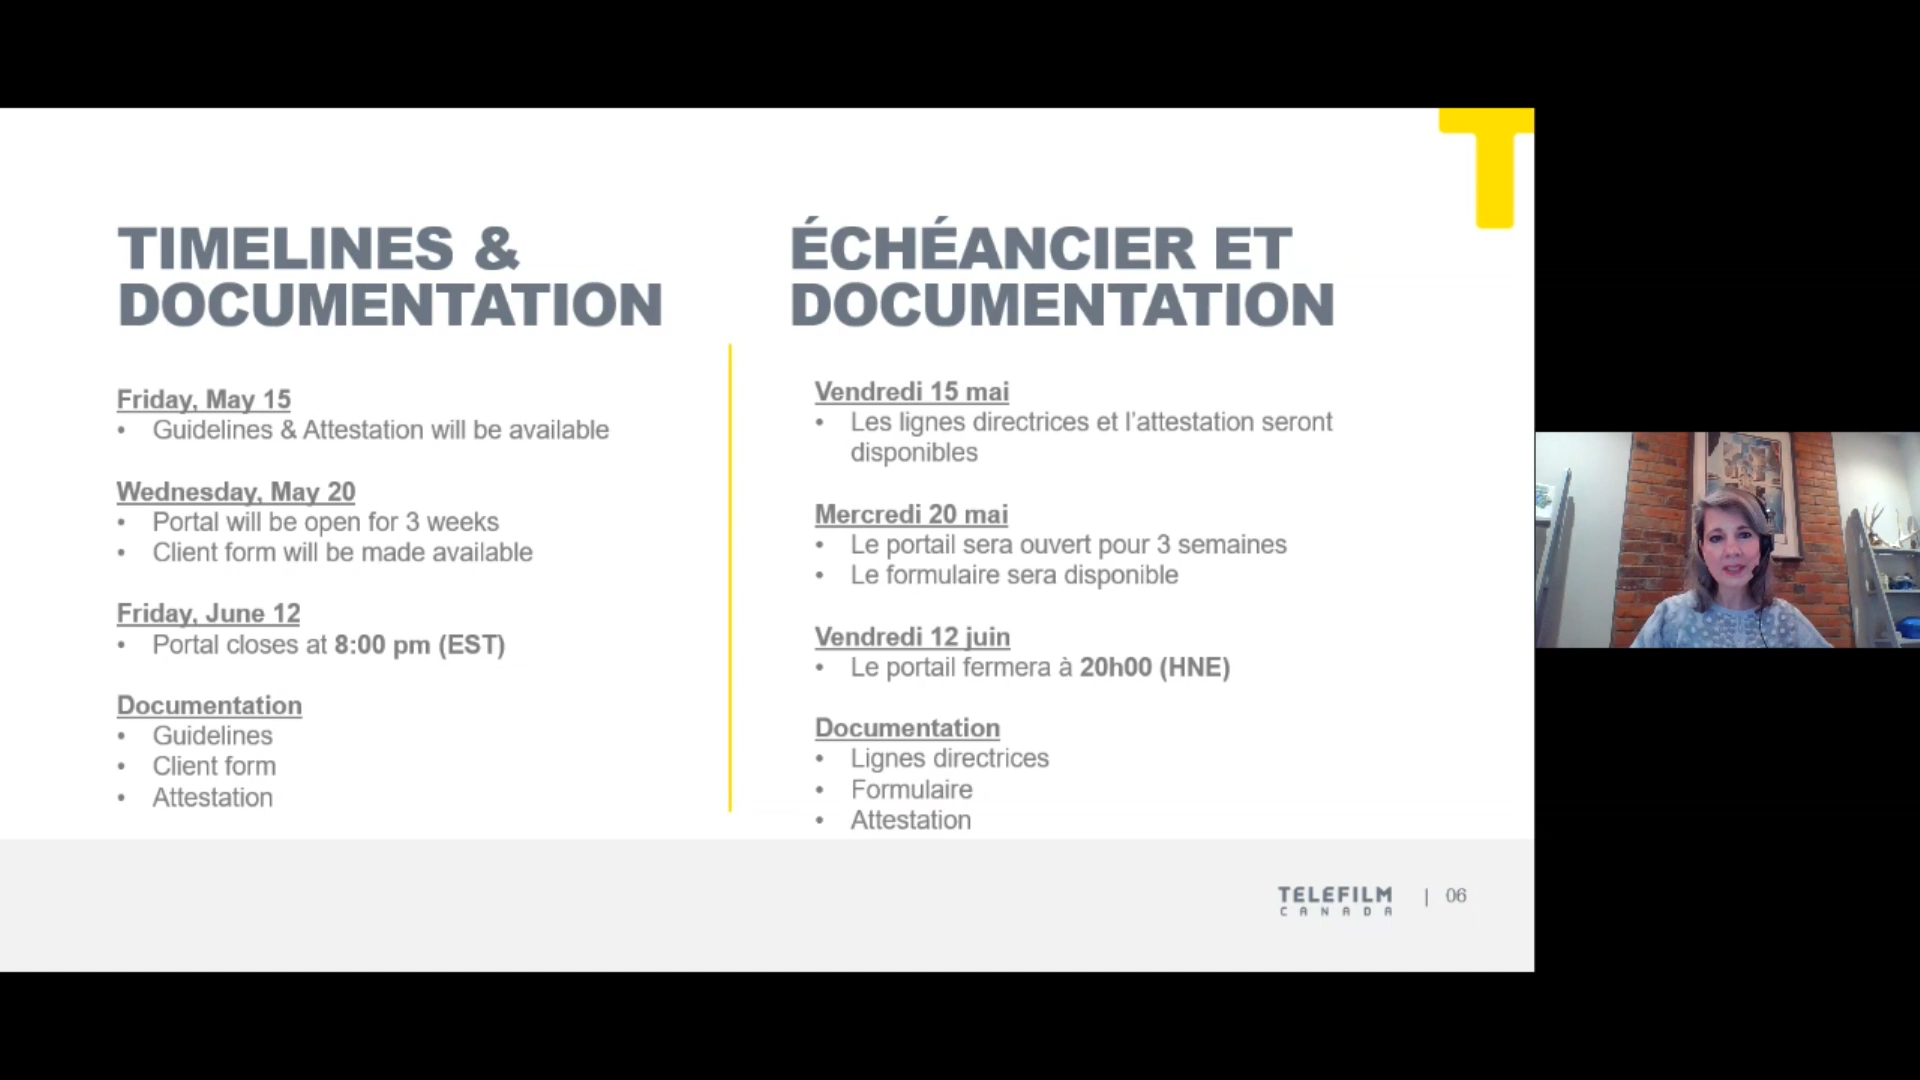 TIMELINES &
DOCUMENTATION
Friday, May 15
• Guidelines & Attestation will be available
Wednesday, May 20
• Portal will be open for 3 weeks
• Client form will be made available
Friday, June 12
• Portal closes at 8:00 pm (EST)
Documentation
• Guidelines
• Client form
• Attestation
ÉCHÉANCIER ET
DOCUMENTATION
Vendredi 15 mai
• Les lignes directrices et l'attestation seront
disponibles
Mercredi 20 mai
• Le portail sera ouvert pour 3 semaines
• Le formulaire sera disponible
Vendredi 12 juin
• Le portail fermera à 20h00 (HNE)
Documentation
• Lignes directrices
• Formulaire
• Attestation
TELEFILM
CANADA
| 06